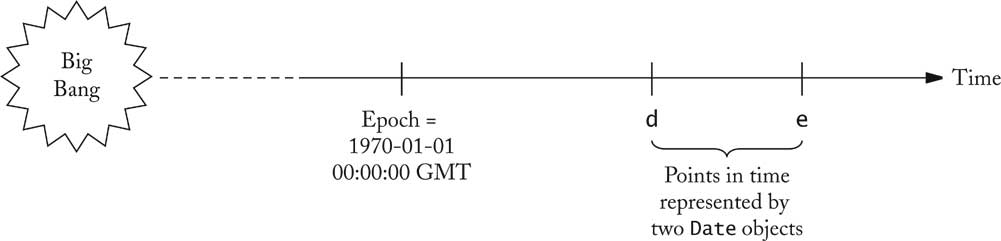 Big
Bang
Time
Epoch =
1970-01-01
00:00:00 GMT
d
e
Points in time
represented by
two Date objects